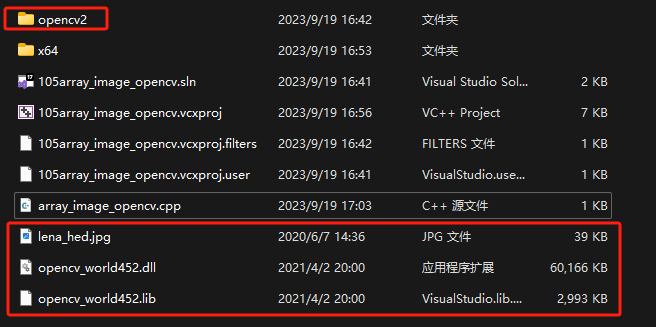 opencv2 2023/9/19 16:42 文件夹
x64 2023/9/19 16:53 文件夹
105array_image_opencv.sln 2023/9/19 16:41 Visual Studio Sol... 2 KB
105array_image_opencv.vcxproj 2023/9/19 16:56 VC++ Project 7 KB
105array_image_opencv.vcxproj.filters 2023/9/19 16:42 FILTERS 文件 1 KB
105array_image_opencv.vcxproj.user 2023/9/19 16:41 VisualStudio.use... 1 KB
array_image_opencv.cpp 2023/9/19 17:03 C++ 源文件 1 KB
lena_hed.jpg 2020/6/7 14:36 JPG 文件 39 KB
opencv_world452.dll 2021/4/2 20:00 应用程序扩展 60,166 KB
opencv_world452.lib 2021/4/2 20:00 VisualStudio.lib.... 2,993 KB